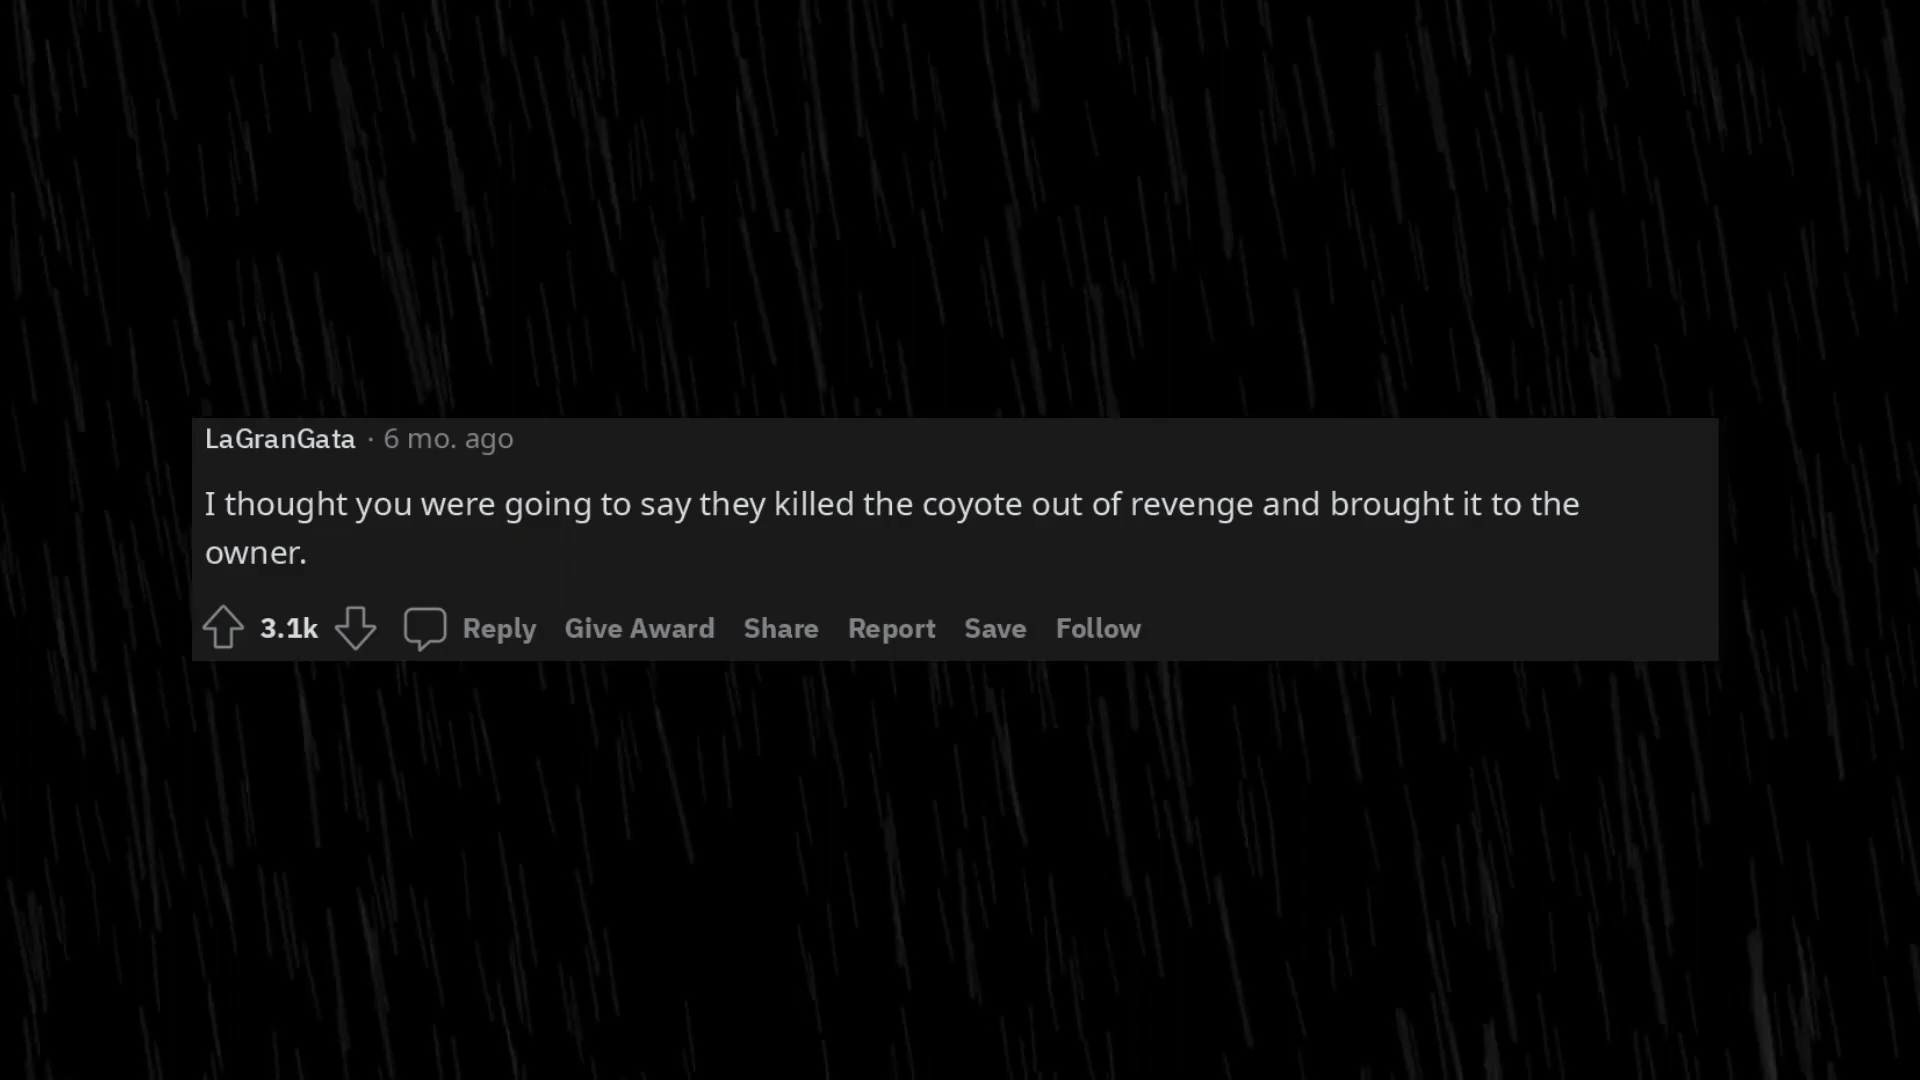 LaGranGata · 6 mo. ago
I thought you were going to say they killed the coyote out of revenge and brought it to the
owner.
3.1k Reply Give Award Share Report Save Follow